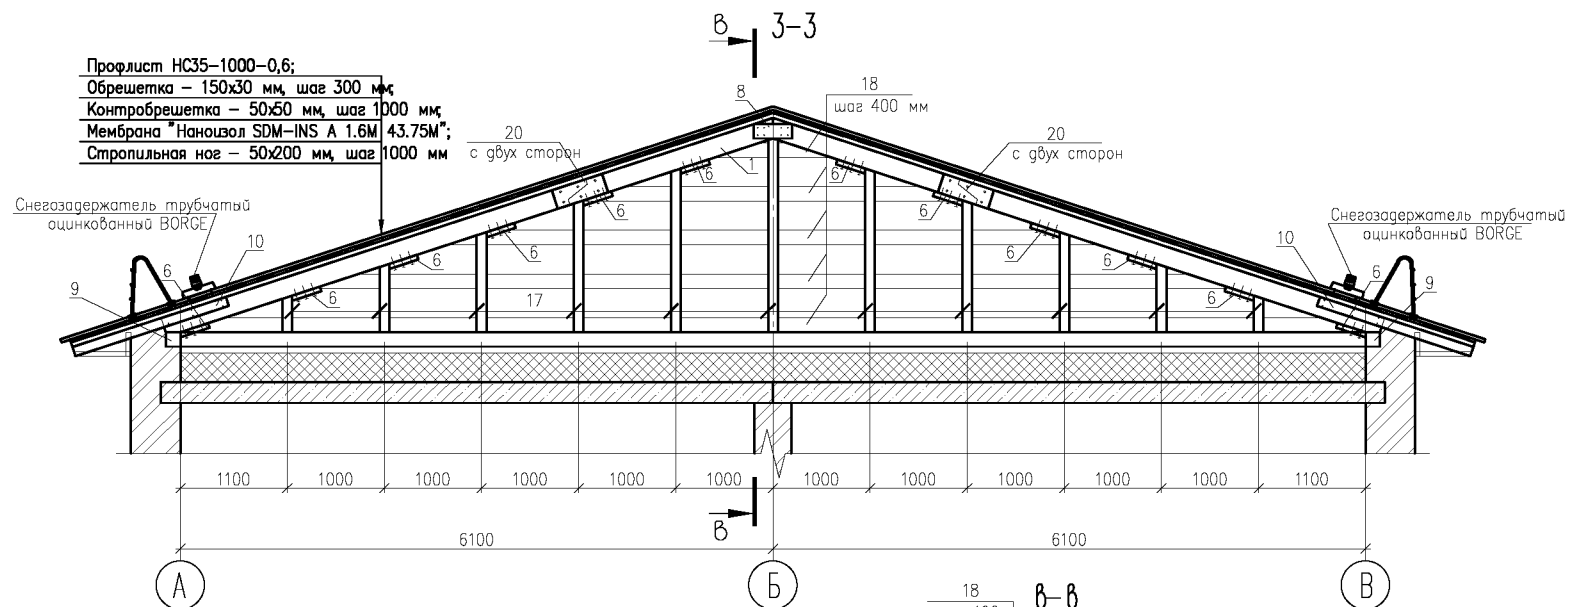 В
3-3
Профлист НС35-1000-0,6;
Обрешетка - 150х30 мм, шаг 300 мм;
Контробрешетка - 50х50 мм, шаг 1000 мм;
Мембрана "Наноизол SDM-INS A 1.6М 43.75М";
Стропильная ног - 50х200 мм, шаг 1000 мм
8
18
шаг 400 мм
20
с двух сторон
20
с двух сторон
1
6
6
6
6
6
6
6
6
6
6
Снегозадержатель трубчатый
оцинкованный BORGE
Снегозадержатель трубчатый
оцинкованный BORGE
10
6
9
10
6
9
17
1100
1000
1000
1000
1000
1000
1000
1000
1000
1000
1000
1100
В
6100
6100
А
Б
В
18
В-В